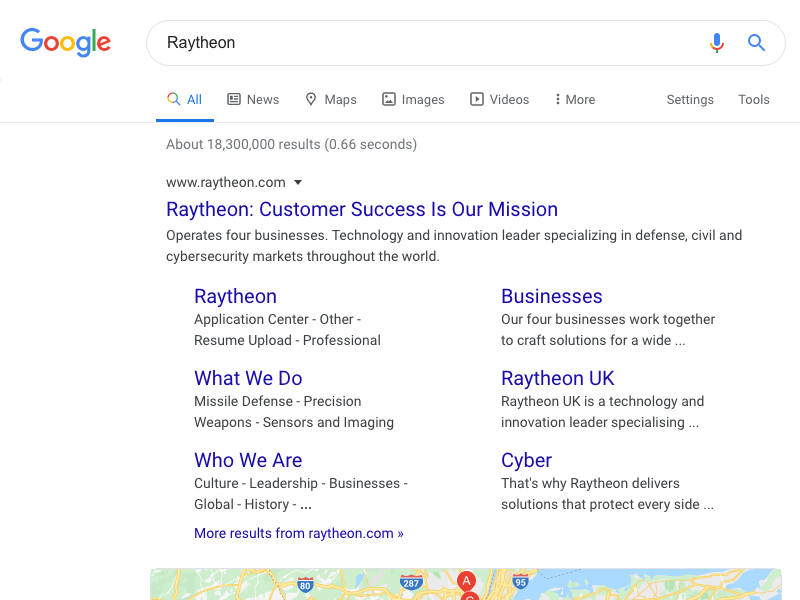 Google
Raytheon
All News Maps Images Videos More Settings Tools
About 18,300,000 results (0.66 seconds)
www.raytheon.com
Raytheon: Customer Success Is Our Mission
Operates four businesses. Technology and innovation leader specializing in defense, civil and
cybersecurity markets throughout the world.
Raytheon
Application Center - Other -
Resume Upload - Professional
Businesses
Our four businesses work together
to craft solutions for a wide ...
What We Do
Missile Defense - Precision
Weapons - Sensors and Imaging
Raytheon UK
Raytheon UK is a technology and
innovation leader specialising ...
Who We Are
Culture - Leadership - Businesses -
Global - History - ...
Cyber
That's why Raytheon delivers
solutions that protect every side ...
More results from raytheon.com »
80 287 A 95